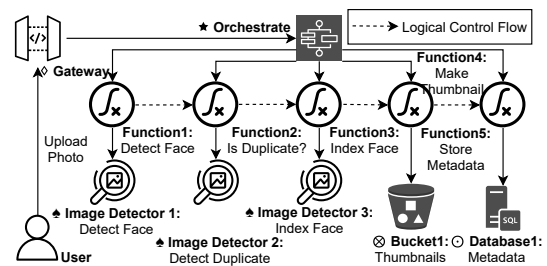 ★ Orchestrate
Logical Control Flow
</>
◊ Gateway
Function4:
Make
Thumbnail
Upload
Photo
Function1:
Detect Face
Function2:
Is Duplicate?
Function3:
Index Face
Function5:
Store
Metadata
♠ Image Detector 1:
Detect Face
♠ Image Detector 2:
Detect Duplicate
♠ Image Detector 3:
Index Face
SQL
User
⊗ Bucket1:
Thumbnails
⊙ Database1:
Metadata